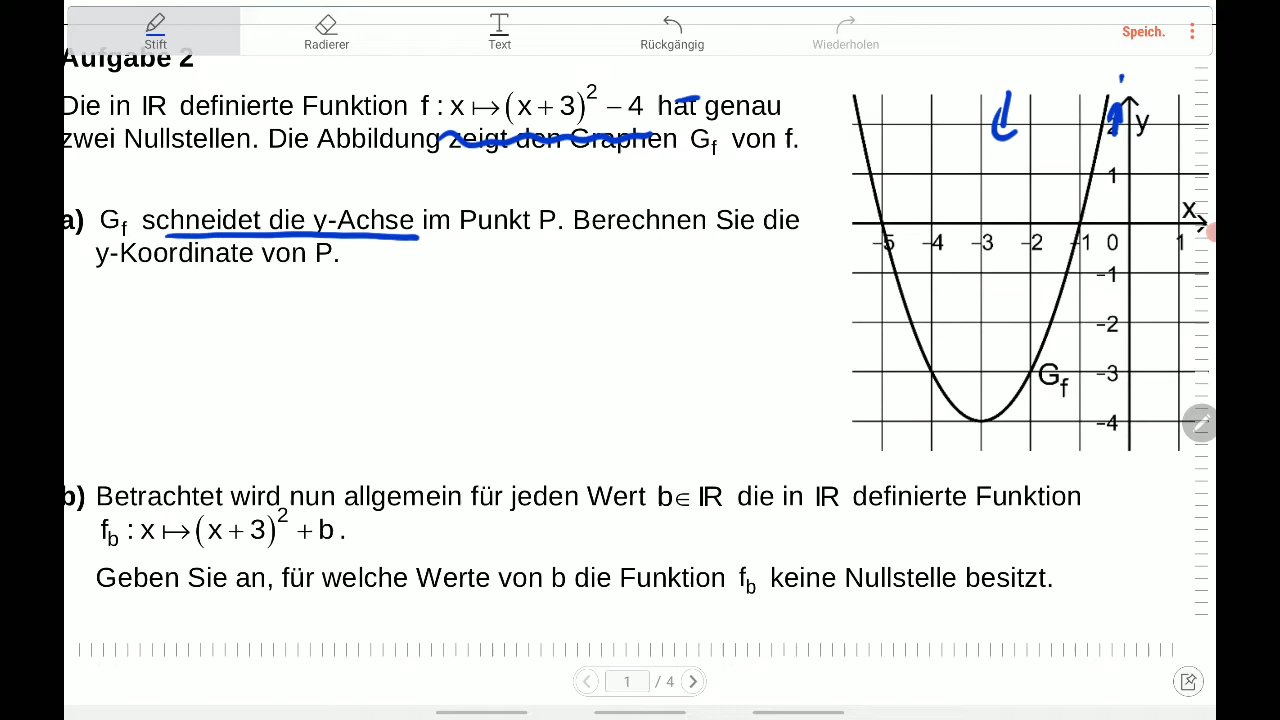 Stift Radierer Text Rückgängig Wiederholen Speich.
Aufgabe 2
Die in IR definierte Funktion f : x ↦ (x + 3)² − 4 hat genau
zwei Nullstellen. Die Abbildung zeigt den Graphen G_f von f.
a) G_f schneidet die y-Achse im Punkt P. Berechnen Sie die
y-Koordinate von P.
y
2
1
x
−5 −4 −3 −2 −1 0 1
−1
−2
G_f −3
−4
b) Betrachtet wird nun allgemein für jeden Wert b ∈ IR die in IR definierte Funktion
f_b : x ↦ (x + 3)² + b .
Geben Sie an, für welche Werte von b die Funktion f_b keine Nullstelle besitzt.
1 / 4